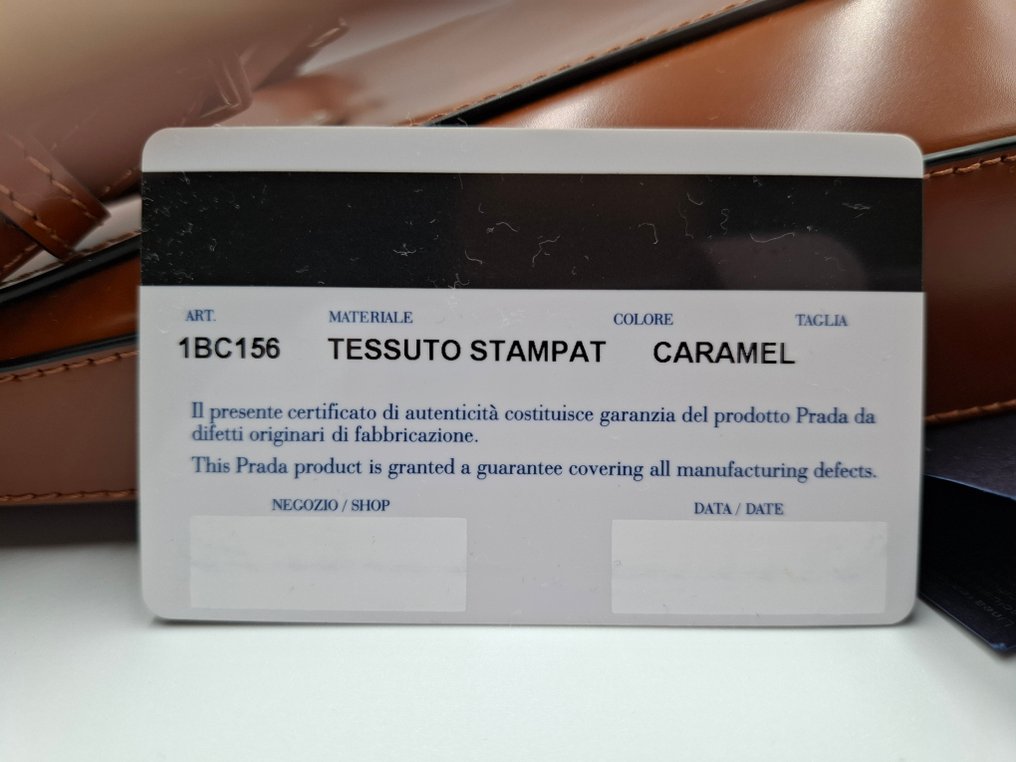 ART. MATERIALE COLORE TAGLIA
1BC156 TESSUTO STAMPAT CARAMEL
Il presente certificato di autenticità costituisce garanzia del prodotto Prada da
difetti originari di fabbricazione.
This Prada product is granted a guarantee covering all manufacturing defects.
NEGOZIO / SHOP DATA / DATE